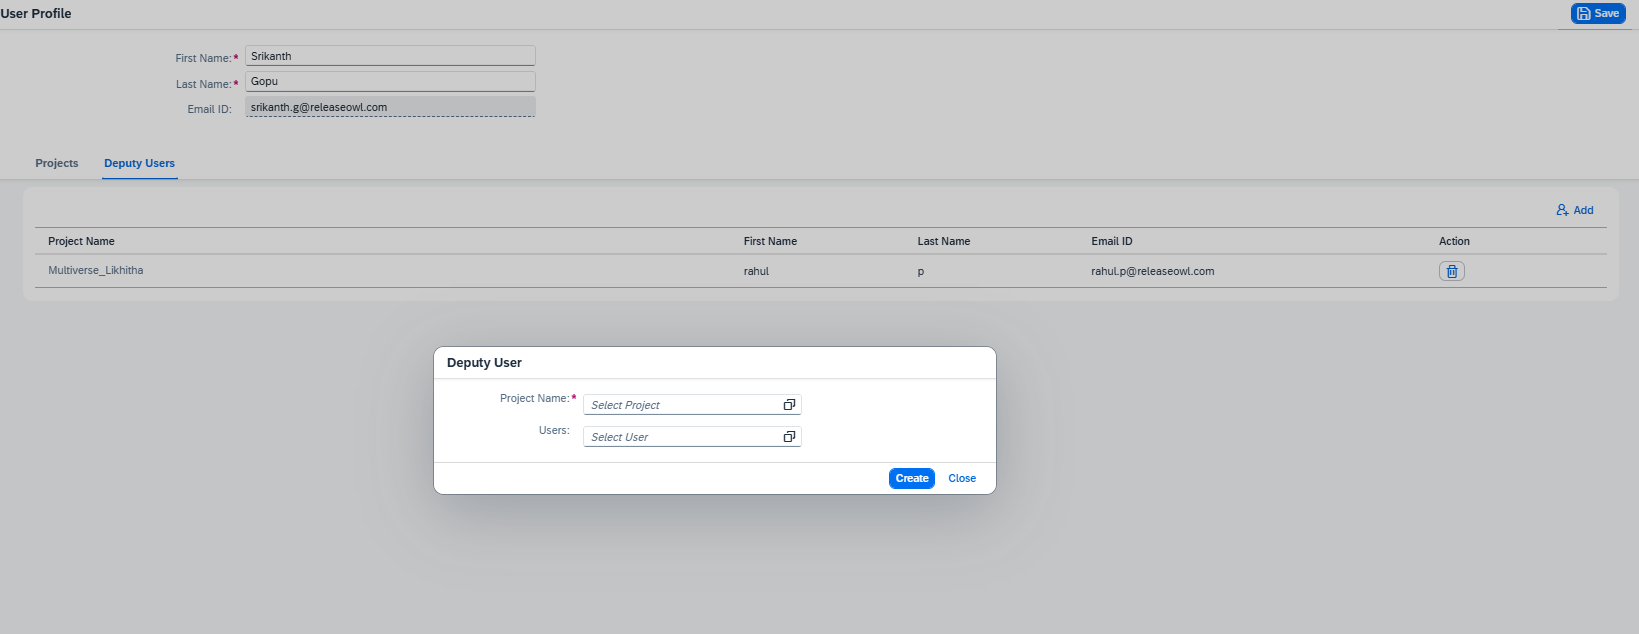 User Profile
Save
First Name:* Srikanth
Last Name:* Gopu
Email ID: srikanth.g@releaseowl.com
Projects Deputy Users
Add
Project Name First Name Last Name Email ID Action
Multiverse_Likhitha rahul p rahul.p@releaseowl.com
Deputy User
Project Name:* Select Project
Users: Select User
Create Close